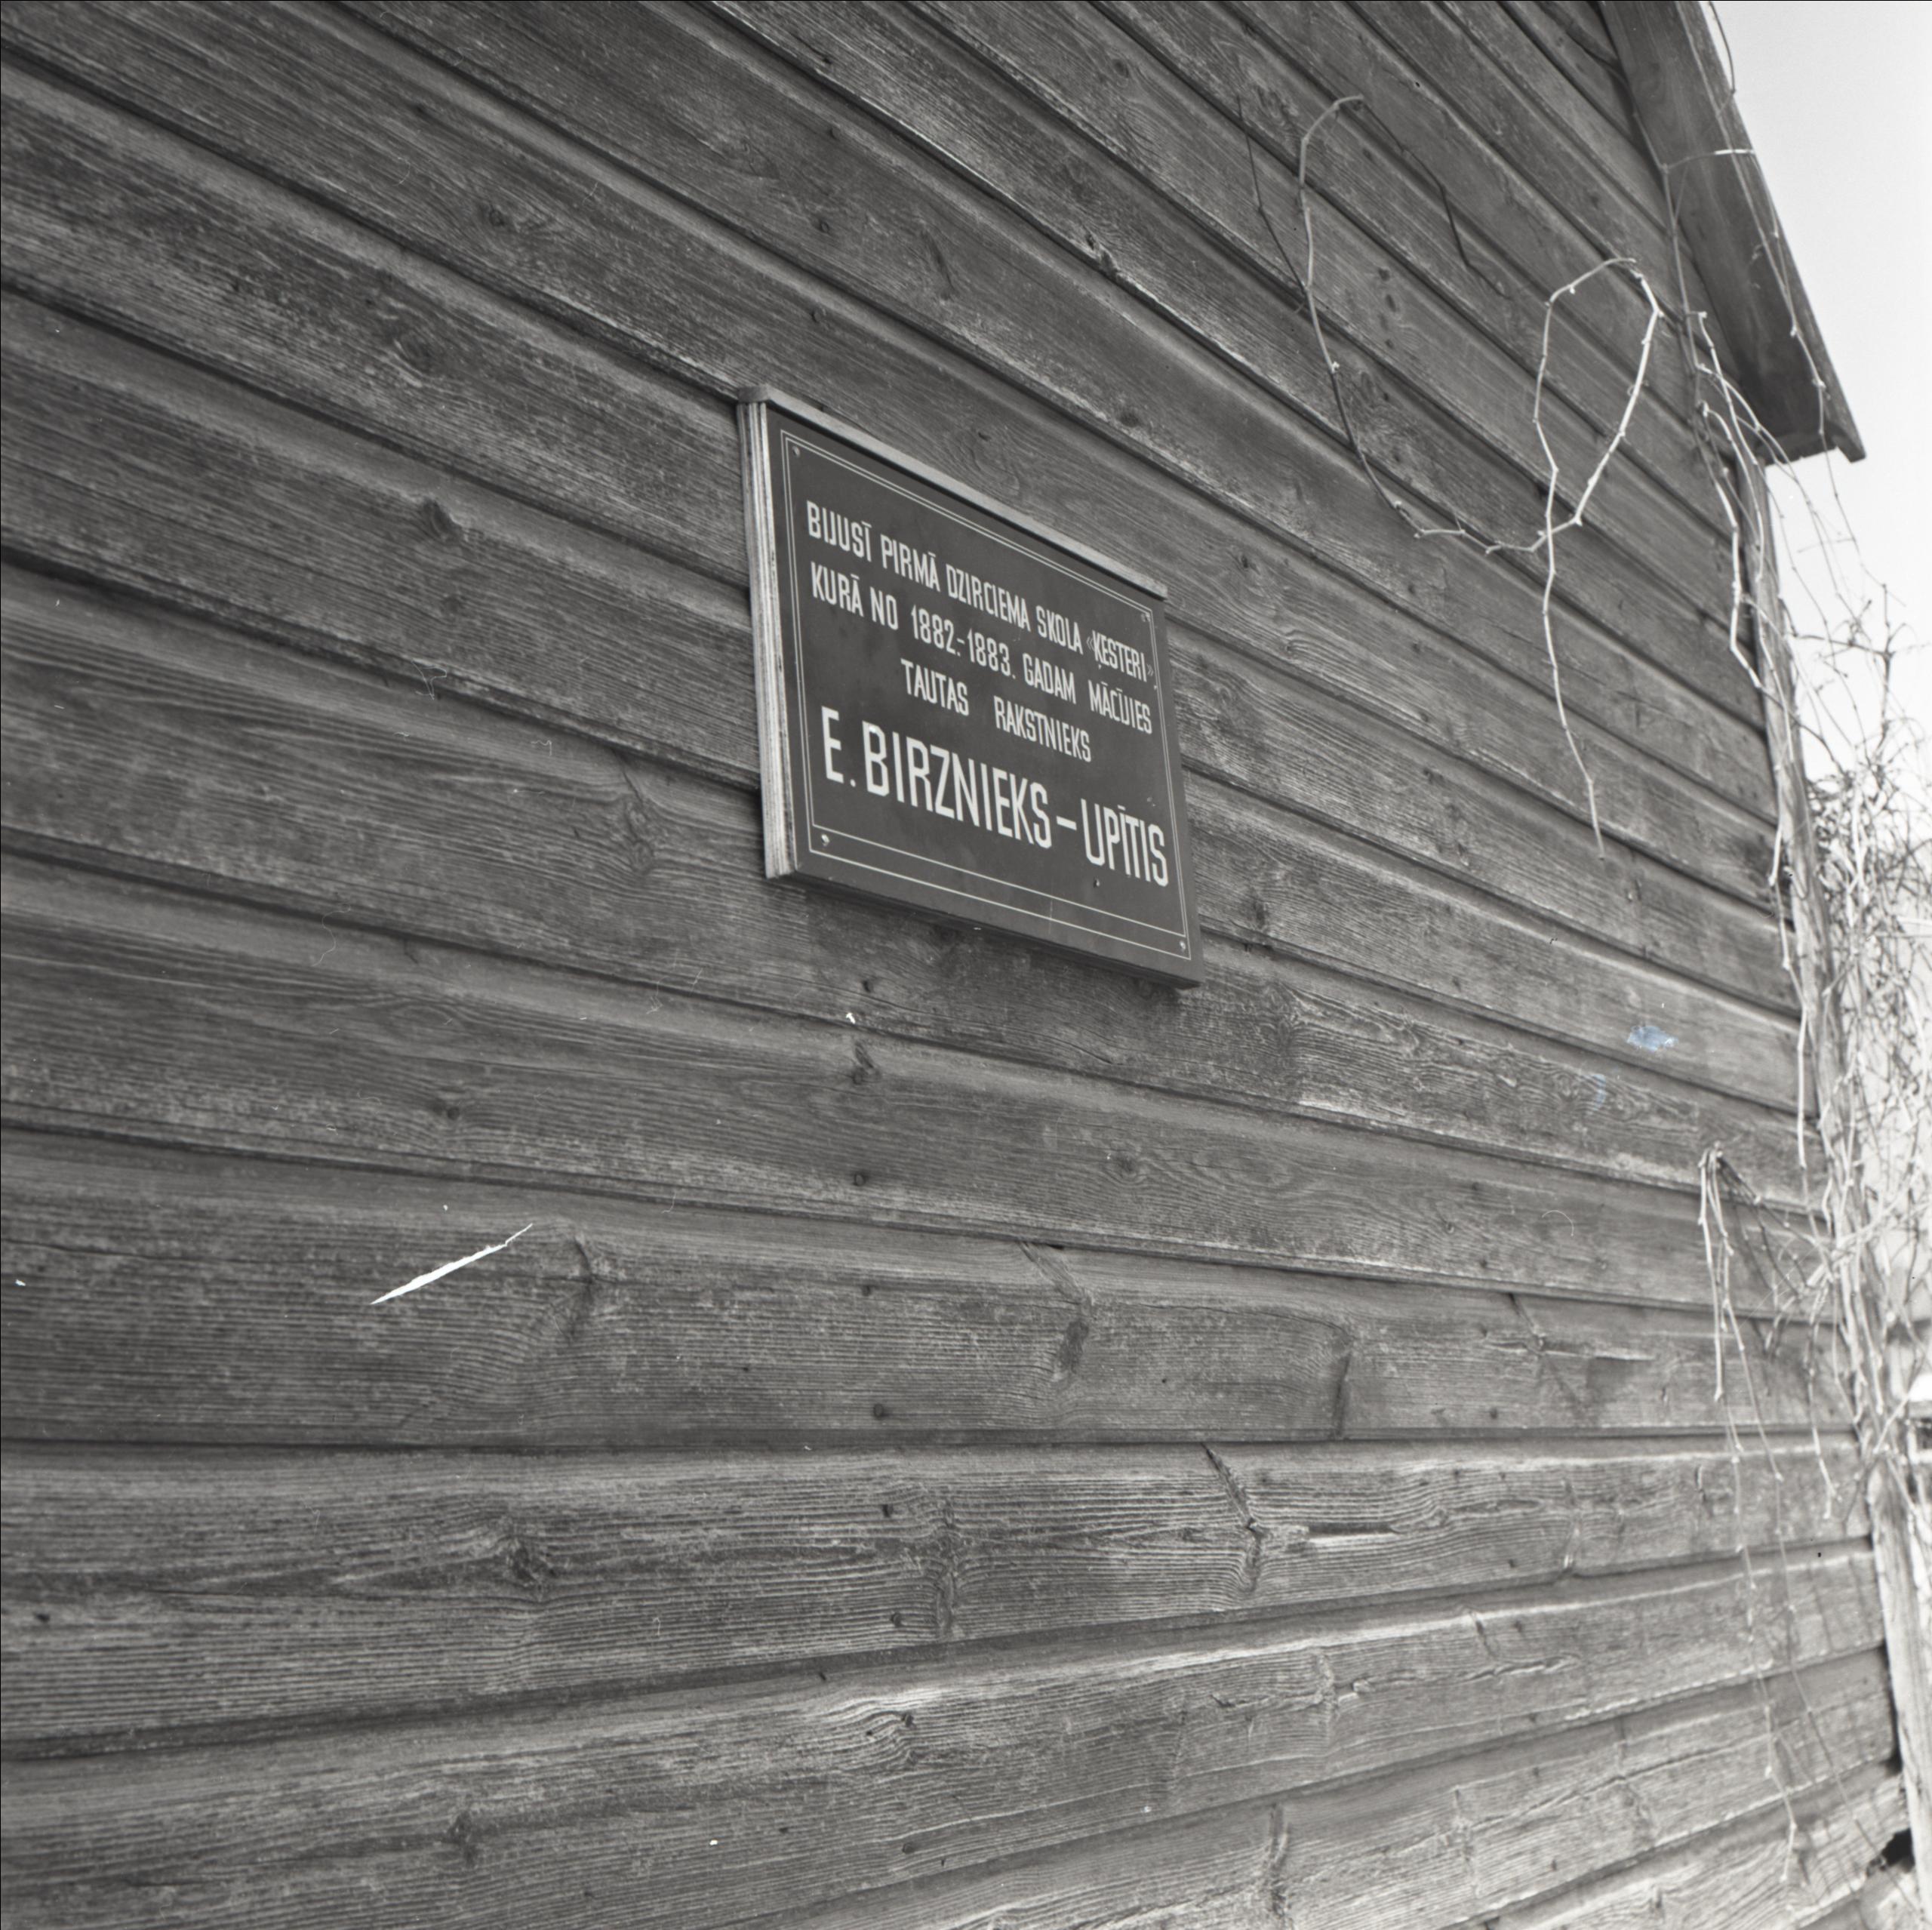 BIJUSĪ PIRMĀ DZIRCIEMA SKOLA «ĶESTERI»,
KURĀ NO 1882.-1883. GADAM MĀCĪJIES
TAUTAS RAKSTNIEKS
E. BIRZNIEKS-UPĪTIS